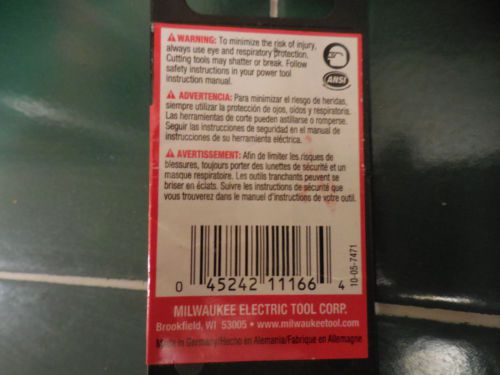 WARNING: To minimize the risk of injury,
always use eye and respiratory protection.
Cutting tools may shatter or break. Follow
safety instructions in your power tool
instruction manual.
ANSI
ADVERTENCIA: Para minimizar el riesgo de heridas,
siempre utilizar la protección de ojos, oídos y respiratoria.
Las herramientas de corte pueden astillarse o romperse.
Seguir las instrucciones de seguridad en el manual de
instrucciones de su herramienta eléctrica.
AVERTISSEMENT: Afin de limiter les risques de
blessures, toujours porter des lunettes de sécurité et un
masque respiratoire. Les outils tranchants peuvent se
briser en éclats. Suivre les instructions de sécurité que
vous trouverez dans le manuel d'instructions de votre outil.
0 45242 11166 4
10-05-7471
MILWAUKEE ELECTRIC TOOL CORP.
Brookfield, WI 53005 • www.milwaukeetool.com
Made in Germany/Hecho en Alemania/Fabriqué en Allemagne